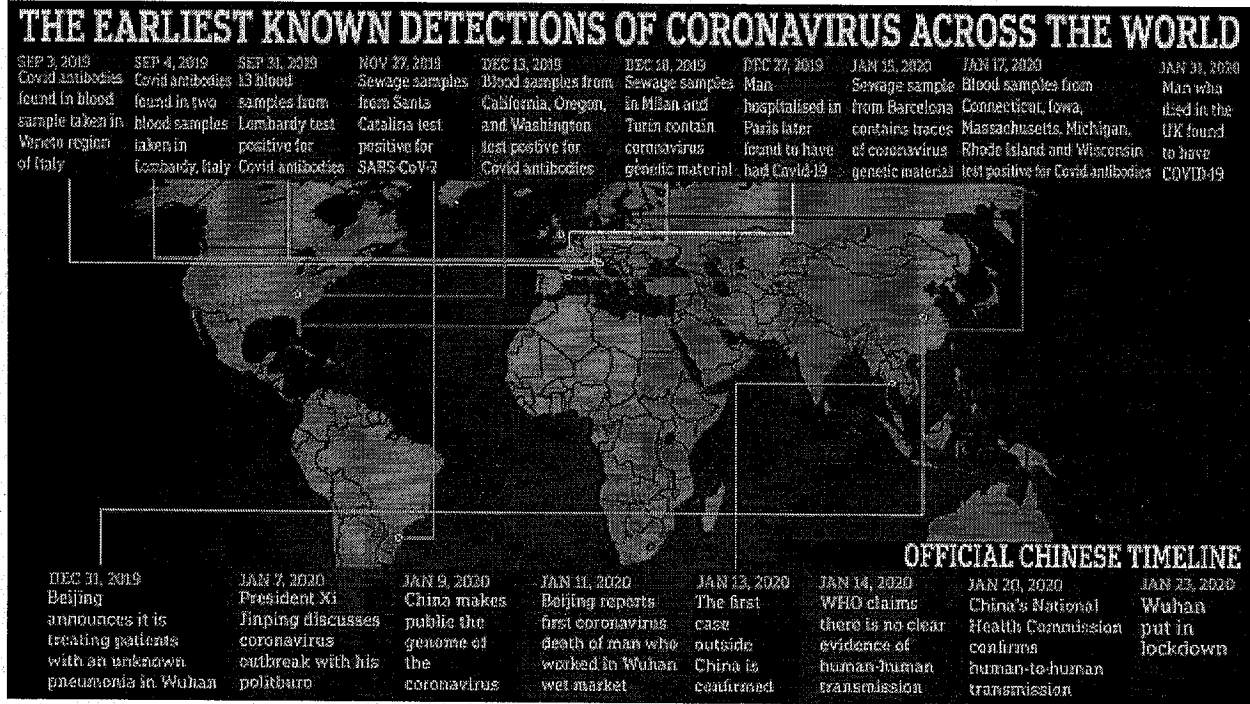 THE EARLIEST KNOWN DETECTIONS OF CORONAVIRUS ACROSS THE WORLD
SEP 3, 2019
Covid antibodies
found in blood
sample taken in
Veneto region
of Italy
SEP 4, 2019
Covid antibodies
found in two
blood samples
taken in
Lombardy, Italy
SEP 31, 2019
13 blood
samples from
Lombardy test
positive for
Covid antibodies
NOV 27, 2019
Sewage samples
from Santa
Catalina test
positive for
SARS-CoV-2
DEC 13, 2019
Blood samples from
California, Oregon,
and Washington
test postive for
Covid antibodies
DEC 18, 2019
Sewage samples
in Milan and
Turin contain
coronavirus
genetic material
DEC 27, 2019
Man
hospitalised in
Paris later
found to have
had Covid-19
JAN 15, 2020
Sewage sample
from Barcelona
contains traces
of coronavirus
genetic material
JAN 17, 2020
Blood samples from
Connecticut, Iowa,
Massachusetts, Michigan,
Rhode Island and Wisconsin
test positive for Covid antibodies
JAN 31, 2020
Man who
died in the
UK found
to have
COVID-19
OFFICIAL CHINESE TIMELINE
DEC 31, 2019
Beijing
announces it is
treating patients
with an unknown
pneumonia in Wuhan
JAN 7, 2020
President Xi
Jinping discusses
coronavirus
outbreak with his
politburo
JAN 9, 2020
China makes
public the
genome of
the
coronavirus
JAN 11, 2020
Beijing reports
first coronavirus
death of man who
worked in Wuhan
wet market
JAN 13, 2020
The first
case
outside
China is
confirmed
JAN 14, 2020
WHO claims
there is no clear
evidence of
human-human
transmission
JAN 20, 2020
China's National
Health Commission
confirms
human-to-human
transmission
JAN 23, 2020
Wuhan
put in
lockdown